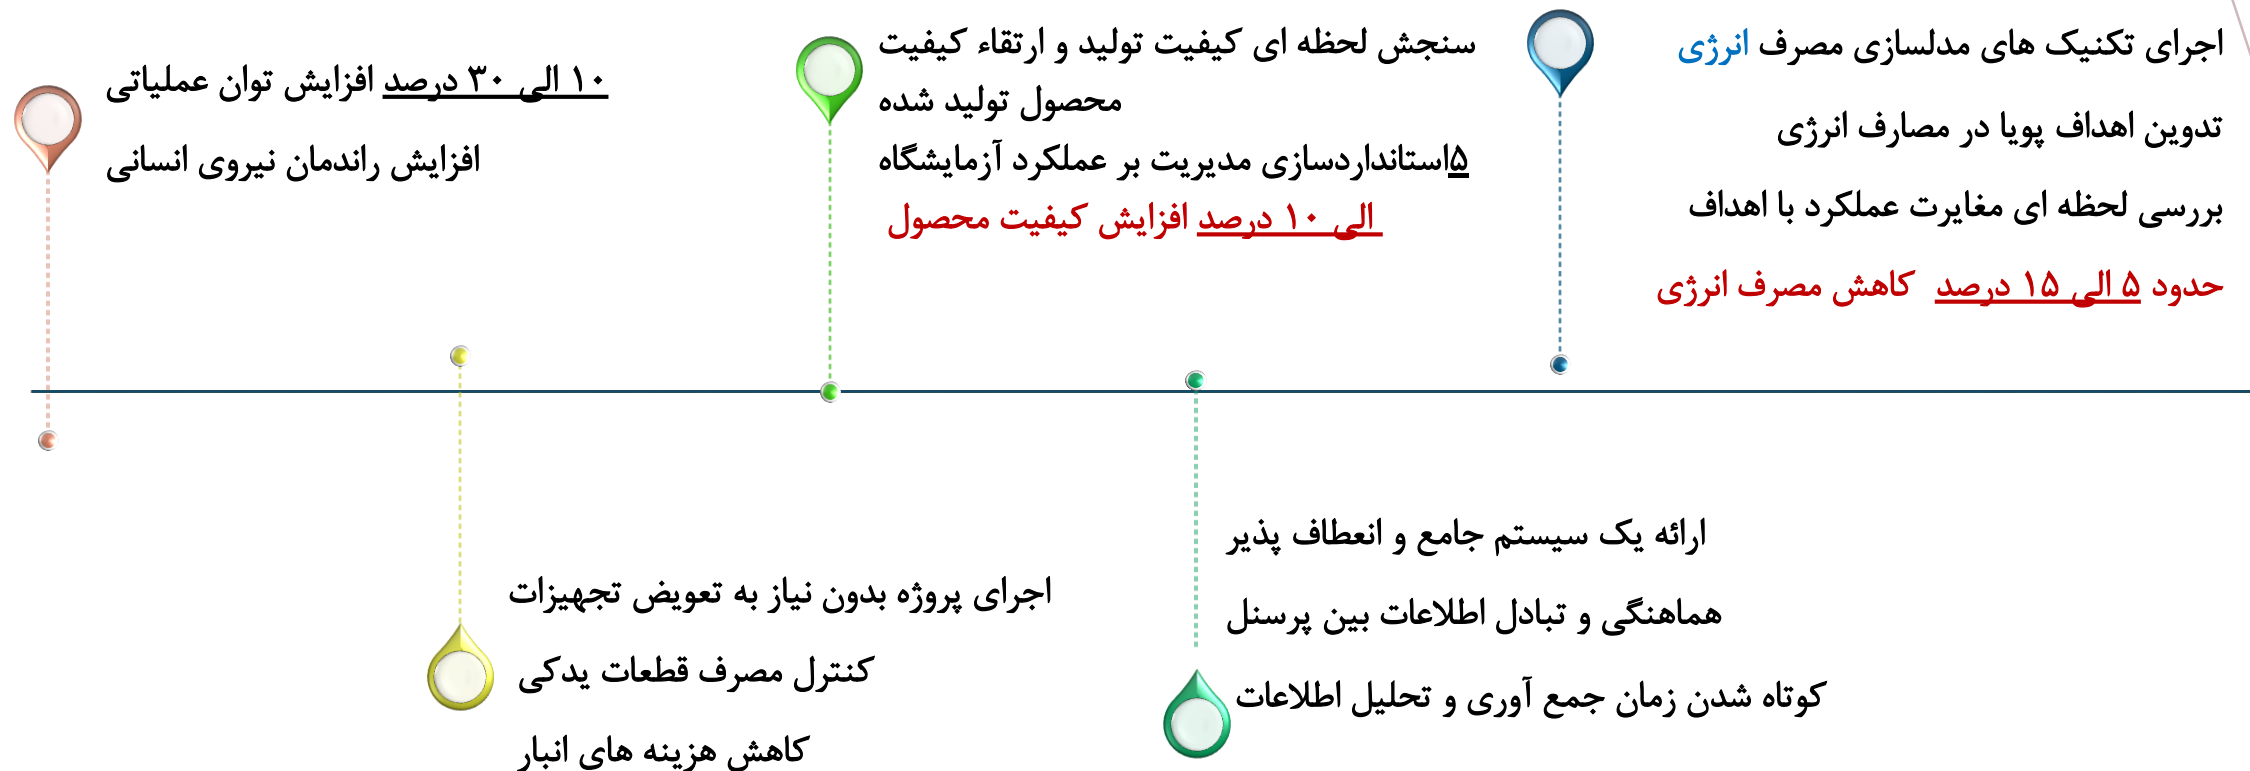 اجرای تکنیک های مدلسازی مصرف انرژی
تدوین اهداف پویا در مصارف انرژی
بررسی لحظه ای مغایرت عملکرد با اهداف
حدود ۵ الی ۱۵ درصد کاهش مصرف انرژی
سنجش لحظه ای کیفیت تولید و ارتقاء کیفیت
محصول تولید شده
۵استانداردسازی مدیریت بر عملکرد آزمایشگاه
الی ۱۰ درصد افزایش کیفیت محصول
۱۰ الی ۳۰ درصد افزایش توان عملیاتی
افزایش راندمان نیروی انسانی
ارائه یک سیستم جامع و انعطاف پذیر
هماهنگی و تبادل اطلاعات بین پرسنل
کوتاه شدن زمان جمع آوری و تحلیل اطلاعات
اجرای پروژه بدون نیاز به تعویض تجهیزات
کنترل مصرف قطعات یدکی
کاهش هزینه های انبار